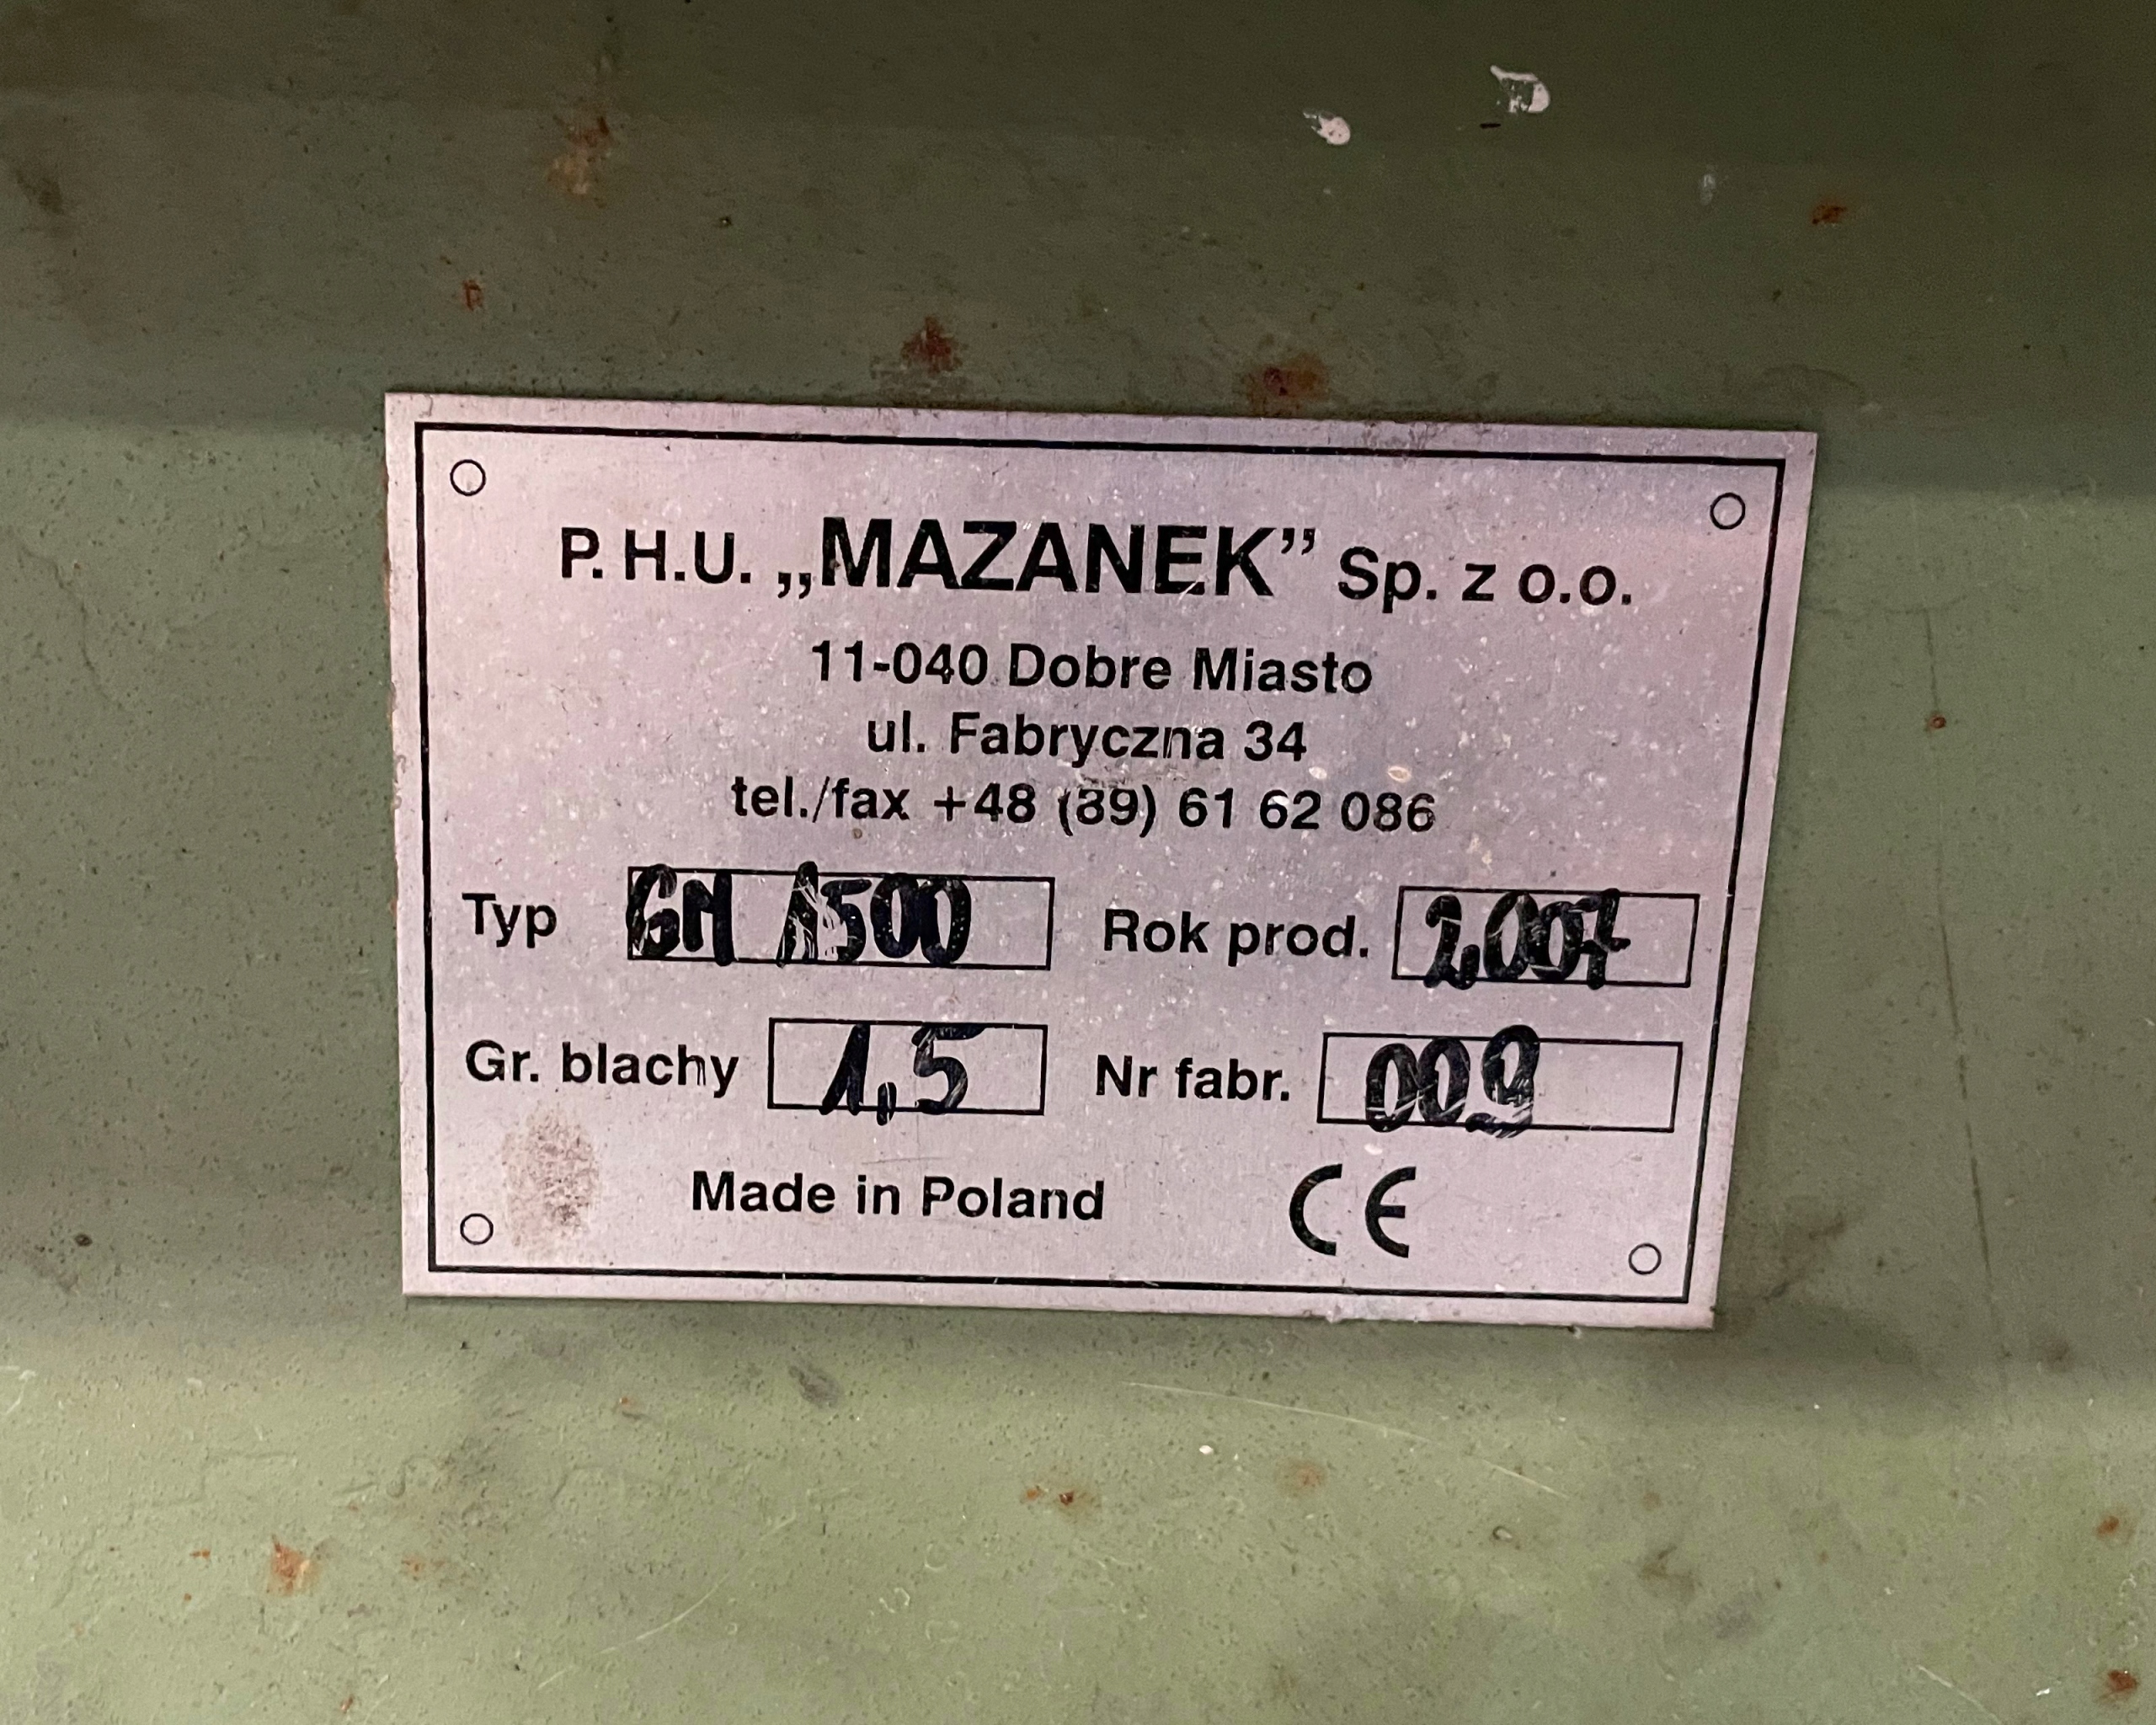 P. H.U. „MAZANEK” Sp. z o.o.
11-040 Dobre Miasto
ul. Fabryczna 34
tel./fax +48 (89) 61 62 086
Typ GM 1500 Rok prod. 2007
Gr. blachy 1,5 Nr fabr. 009
Made in Poland CE